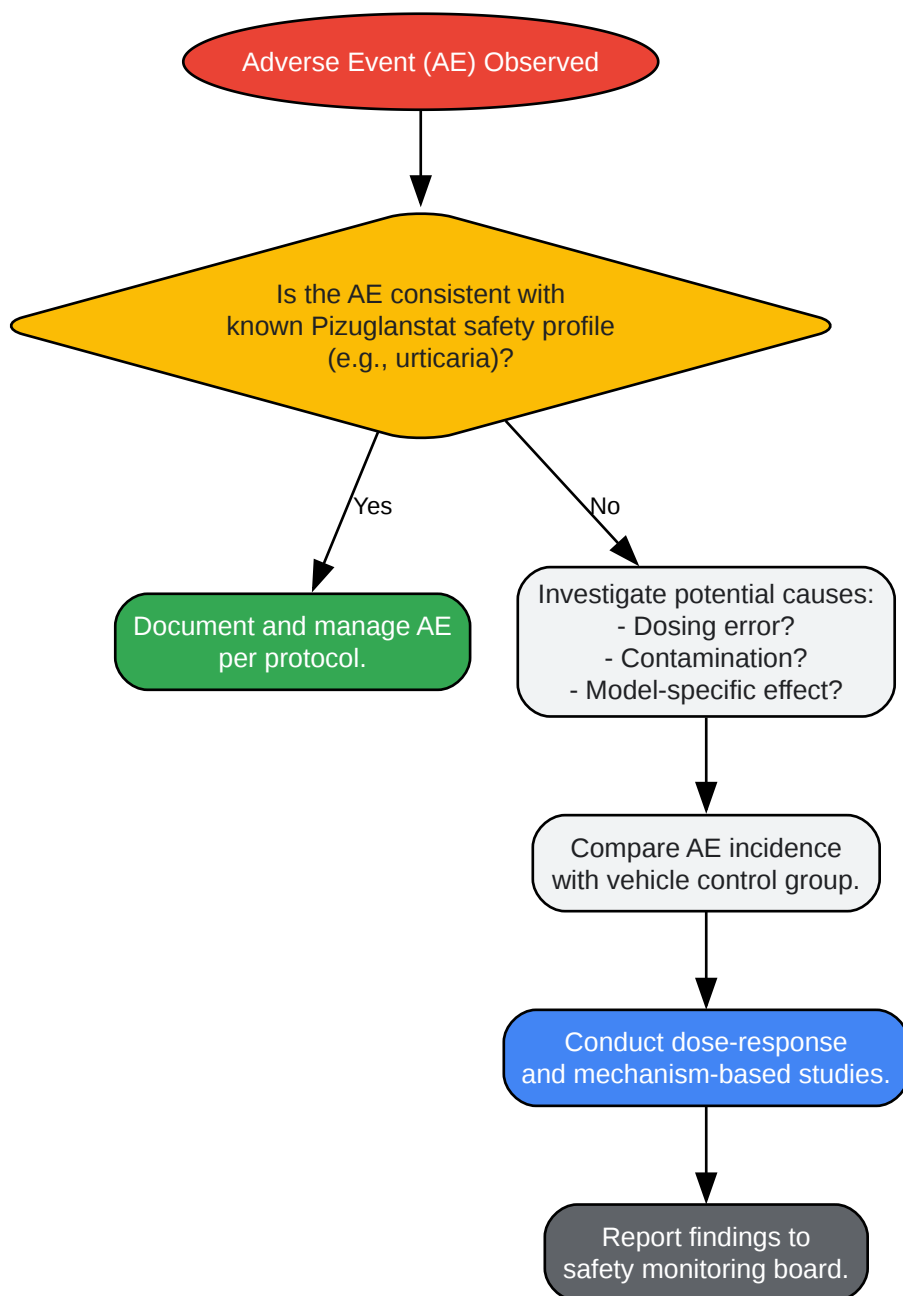 Adverse Event (AE) Observed
Is the AE consistent with
known Pizuglanstat safety profile
(e.g., urticaria)?
Yes
No
Document and manage AE
per protocol.
Investigate potential causes:
- Dosing error?
- Contamination?
- Model-specific effect?
Compare AE incidence
with vehicle control group.
Conduct dose-response
and mechanism-based studies.
Report findings to
safety monitoring board.